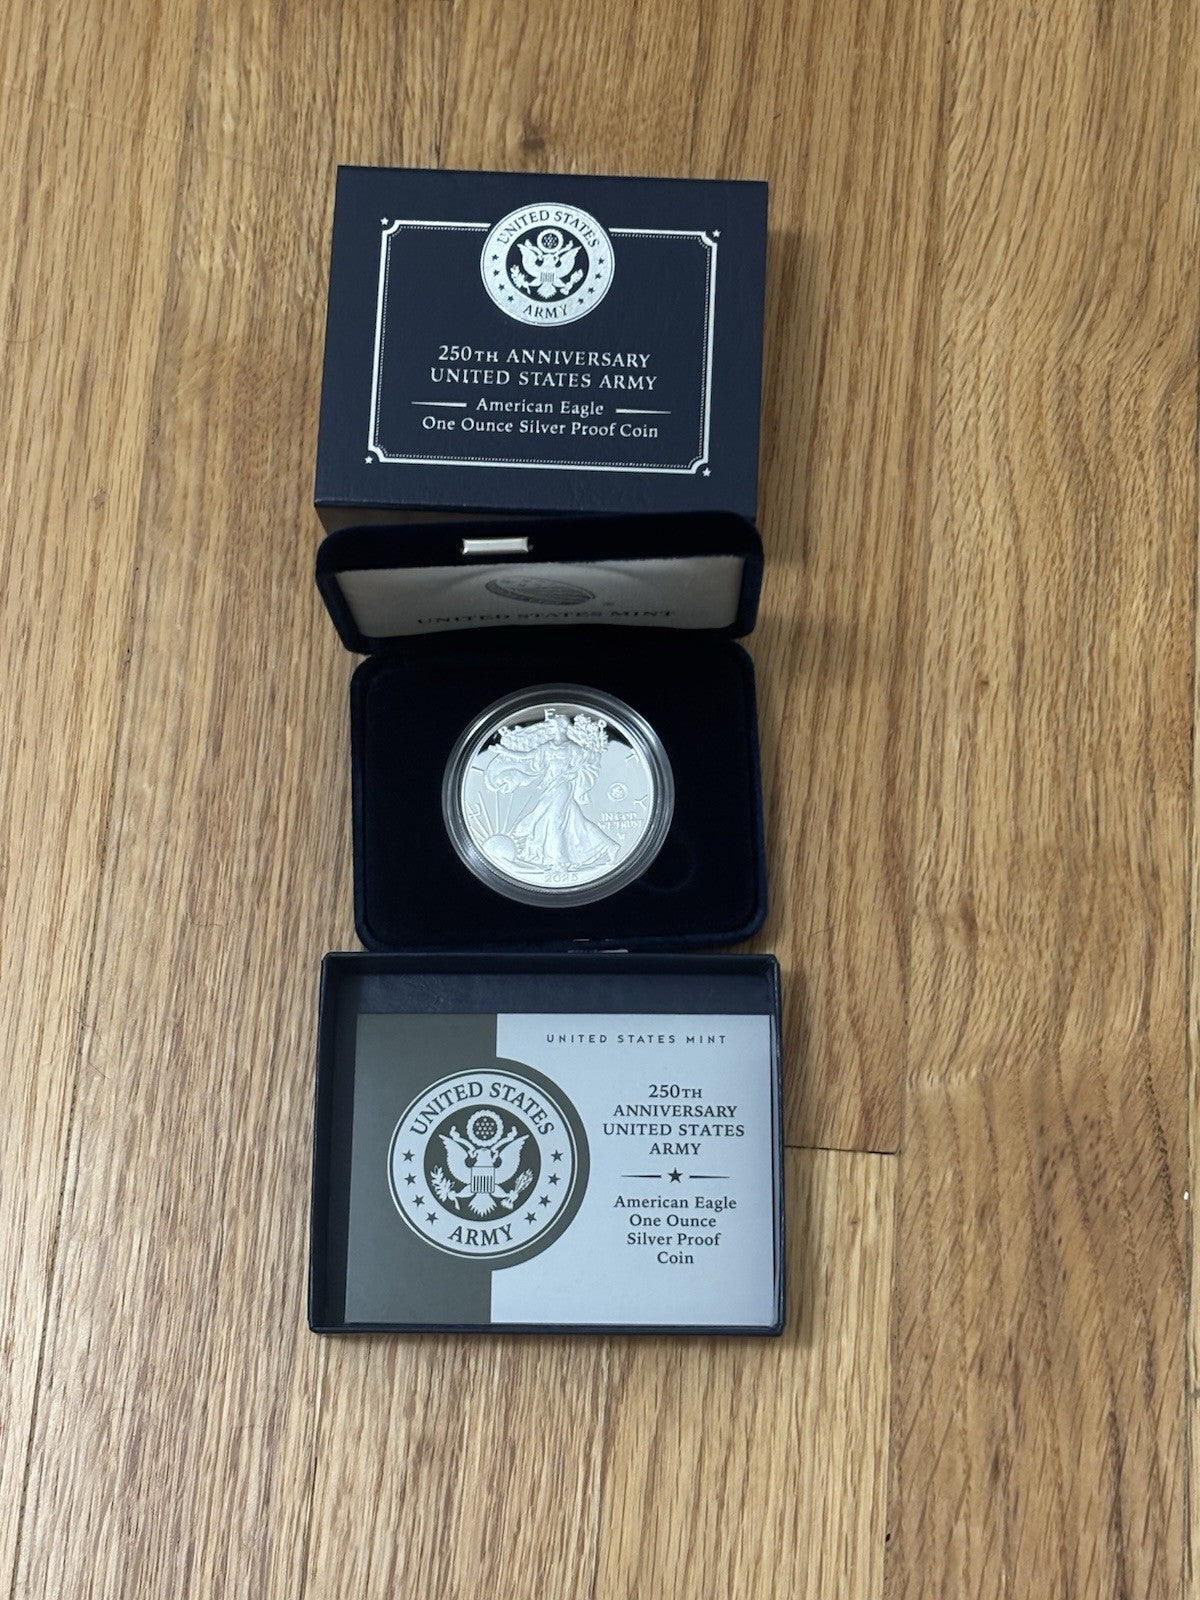 UNITED STATES
ARMY
250TH ANNIVERSARY
UNITED STATES ARMY
American Eagle
One Ounce Silver Proof Coin
UNITED STATES MINT
LIBERTY
IN GOD
WE TRUST
2025
UNITED STATES MINT
UNITED STATES
ARMY
250TH
ANNIVERSARY
UNITED STATES
ARMY
American Eagle
One Ounce
Silver Proof
Coin